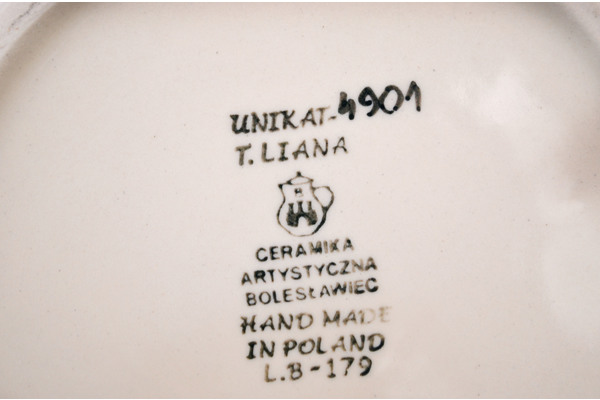 UNIKAT-4901
T. LIANA
CERAMIKA
ARTYSTYCZNA
BOLESŁAWIEC
HAND MADE
IN POLAND
L.B-179